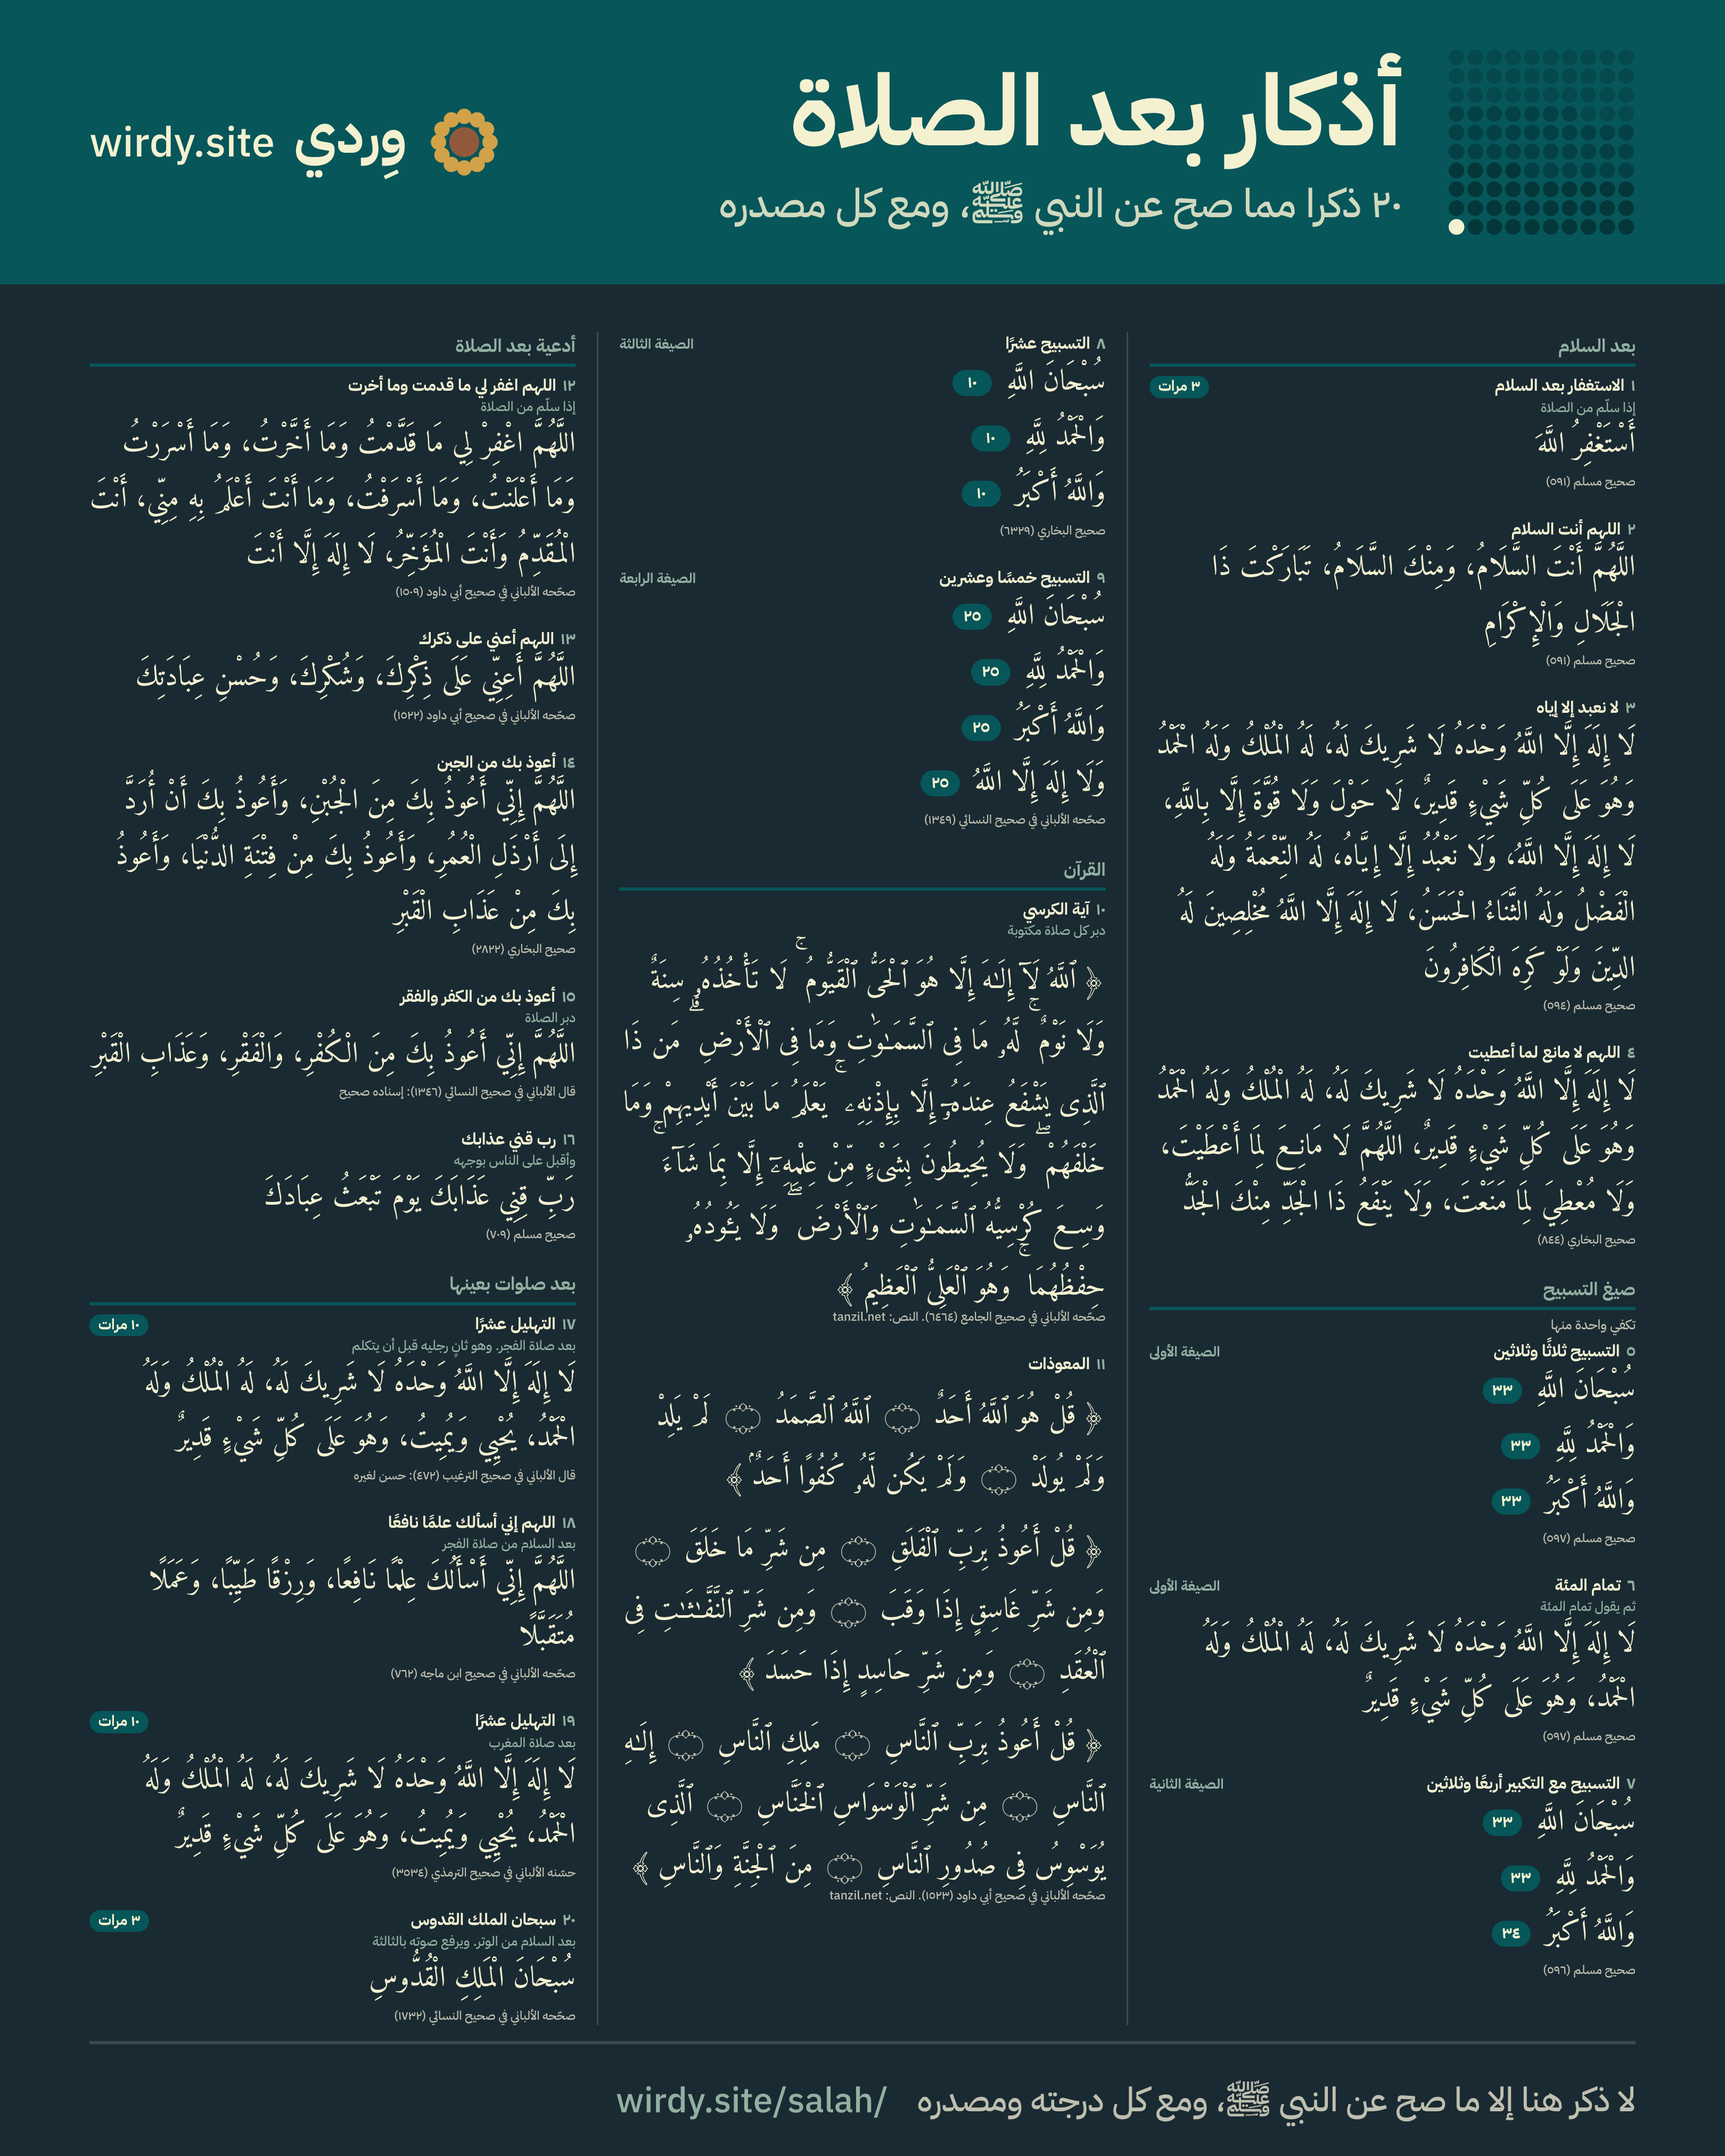 أذكار بعد الصلاة
٢٠ ذكرا مما صح عن النبي ﷺ، ومع كل مصدره
وِردي wirdy.site
بعد السلام
١ الاستغفار بعد السلام ٣ مرات
إذا سلّم من الصلاة
أَسْتَغْفِرُ اللَّهَ
صحيح مسلم (٥٩١)
٢ اللهم أنت السلام
اللَّهُمَّ أَنْتَ السَّلَامُ، وَمِنْكَ السَّلَامُ، تَبَارَكْتَ ذَا
الْجَلَالِ وَالْإِكْرَامِ
صحيح مسلم (٥٩١)
٣ لا نعبد إلا إياه
لَا إِلَهَ إِلَّا اللَّهُ وَحْدَهُ لَا شَرِيكَ لَهُ، لَهُ الْمُلْكُ وَلَهُ الْحَمْدُ
وَهُوَ عَلَى كُلِّ شَيْءٍ قَدِيرٌ، لَا حَوْلَ وَلَا قُوَّةَ إِلَّا بِاللَّهِ،
لَا إِلَهَ إِلَّا اللَّهُ، وَلَا نَعْبُدُ إِلَّا إِيَّاهُ، لَهُ النِّعْمَةُ وَلَهُ
الْفَضْلُ وَلَهُ الثَّنَاءُ الْحَسَنُ، لَا إِلَهَ إِلَّا اللَّهُ مُخْلِصِينَ لَهُ
الدِّينَ وَلَوْ كَرِهَ الْكَافِرُونَ
صحيح مسلم (٥٩٤)
٤ اللهم لا مانع لما أعطيت
لَا إِلَهَ إِلَّا اللَّهُ وَحْدَهُ لَا شَرِيكَ لَهُ، لَهُ الْمُلْكُ وَلَهُ الْحَمْدُ
وَهُوَ عَلَى كُلِّ شَيْءٍ قَدِيرٌ، اللَّهُمَّ لَا مَانِعَ لِمَا أَعْطَيْتَ،
وَلَا مُعْطِيَ لِمَا مَنَعْتَ، وَلَا يَنْفَعُ ذَا الْجَدِّ مِنْكَ الْجَدُّ
صحيح البخاري (٨٤٤)
صيغ التسبيح
تكفي واحدة منها
٥ التسبيح ثلاثًا وثلاثين الصيغة الأولى
سُبْحَانَ اللَّهِ ٣٣
وَالْحَمْدُ لِلَّهِ ٣٣
وَاللَّهُ أَكْبَرُ ٣٣
صحيح مسلم (٥٩٧)
٦ تمام المئة الصيغة الأولى
ثم يقول تمام المئة
لَا إِلَهَ إِلَّا اللَّهُ وَحْدَهُ لَا شَرِيكَ لَهُ، لَهُ الْمُلْكُ وَلَهُ
الْحَمْدُ، وَهُوَ عَلَى كُلِّ شَيْءٍ قَدِيرٌ
صحيح مسلم (٥٩٧)
٧ التسبيح مع التكبير أربعًا وثلاثين الصيغة الثانية
سُبْحَانَ اللَّهِ ٣٣
وَالْحَمْدُ لِلَّهِ ٣٣
وَاللَّهُ أَكْبَرُ ٣٤
صحيح مسلم (٥٩٦)
٨ التسبيح عشرًا الصيغة الثالثة
سُبْحَانَ اللَّهِ ١٠
وَالْحَمْدُ لِلَّهِ ١٠
وَاللَّهُ أَكْبَرُ ١٠
صحيح البخاري (٦٣٢٩)
٩ التسبيح خمسًا وعشرين الصيغة الرابعة
سُبْحَانَ اللَّهِ ٢٥
وَالْحَمْدُ لِلَّهِ ٢٥
وَاللَّهُ أَكْبَرُ ٢٥
وَلَا إِلَهَ إِلَّا اللَّهُ ٢٥
صحّحه الألباني في صحيح النسائي (١٣٤٩)
القرآن
١٠ آية الكرسي
دبر كل صلاة مكتوبة
﴿ ٱللَّهُ لَآ إِلَـٰهَ إِلَّا هُوَ ٱلْحَىُّ ٱلْقَيُّومُ ۚ لَا تَأْخُذُهُۥ سِنَةٌ
وَلَا نَوْمٌ ۚ لَّهُۥ مَا فِى ٱلسَّمَـٰوَٰتِ وَمَا فِى ٱلْأَرْضِ ۗ مَن ذَا
ٱلَّذِى يَشْفَعُ عِندَهُۥٓ إِلَّا بِإِذْنِهِۦ ۚ يَعْلَمُ مَا بَيْنَ أَيْدِيهِمْ وَمَا
خَلْفَهُمْ ۖ وَلَا يُحِيطُونَ بِشَىْءٍ مِّنْ عِلْمِهِۦٓ إِلَّا بِمَا شَآءَ ۚ
وَسِعَ كُرْسِيُّهُ ٱلسَّمَـٰوَٰتِ وَٱلْأَرْضَ ۖ وَلَا يَـُٔودُهُۥ
حِفْظُهُمَا ۚ وَهُوَ ٱلْعَلِىُّ ٱلْعَظِيمُ ﴾
صحّحه الألباني في صحيح الجامع (٦٤٦٤). النص: tanzil.net
١١ المعوذات
﴿ قُلْ هُوَ ٱللَّهُ أَحَدٌ ۝ ٱللَّهُ ٱلصَّمَدُ ۝ لَمْ يَلِدْ
وَلَمْ يُولَدْ ۝ وَلَمْ يَكُن لَّهُۥ كُفُوًا أَحَدٌۢ ﴾
﴿ قُلْ أَعُوذُ بِرَبِّ ٱلْفَلَقِ ۝ مِن شَرِّ مَا خَلَقَ ۝
وَمِن شَرِّ غَاسِقٍ إِذَا وَقَبَ ۝ وَمِن شَرِّ ٱلنَّفَّـٰثَـٰتِ فِى
ٱلْعُقَدِ ۝ وَمِن شَرِّ حَاسِدٍ إِذَا حَسَدَ ﴾
﴿ قُلْ أَعُوذُ بِرَبِّ ٱلنَّاسِ ۝ مَلِكِ ٱلنَّاسِ ۝ إِلَـٰهِ
ٱلنَّاسِ ۝ مِن شَرِّ ٱلْوَسْوَاسِ ٱلْخَنَّاسِ ۝ ٱلَّذِى
يُوَسْوِسُ فِى صُدُورِ ٱلنَّاسِ ۝ مِنَ ٱلْجِنَّةِ وَٱلنَّاسِ ﴾
صحّحه الألباني في صحيح أبي داود (١٥٢٣). النص: tanzil.net
أدعية بعد الصلاة
١٢ اللهم اغفر لي ما قدمت وما أخرت
إذا سلّم من الصلاة
اللَّهُمَّ اغْفِرْ لِي مَا قَدَّمْتُ وَمَا أَخَّرْتُ، وَمَا أَسْرَرْتُ
وَمَا أَعْلَنْتُ، وَمَا أَسْرَفْتُ، وَمَا أَنْتَ أَعْلَمُ بِهِ مِنِّي، أَنْتَ
الْمُقَدِّمُ وَأَنْتَ الْمُؤَخِّرُ، لَا إِلَهَ إِلَّا أَنْتَ
صحّحه الألباني في صحيح أبي داود (١٥٠٩)
١٣ اللهم أعني على ذكرك
اللَّهُمَّ أَعِنِّي عَلَى ذِكْرِكَ، وَشُكْرِكَ، وَحُسْنِ عِبَادَتِكَ
صحّحه الألباني في صحيح أبي داود (١٥٢٢)
١٤ أعوذ بك من الجبن
اللَّهُمَّ إِنِّي أَعُوذُ بِكَ مِنَ الْجُبْنِ، وَأَعُوذُ بِكَ أَنْ أُرَدَّ
إِلَى أَرْذَلِ الْعُمُرِ، وَأَعُوذُ بِكَ مِنْ فِتْنَةِ الدُّنْيَا، وَأَعُوذُ
بِكَ مِنْ عَذَابِ الْقَبْرِ
صحيح البخاري (٢٨٢٢)
١٥ أعوذ بك من الكفر والفقر
دبر الصلاة
اللَّهُمَّ إِنِّي أَعُوذُ بِكَ مِنَ الْكُفْرِ، وَالْفَقْرِ، وَعَذَابِ الْقَبْرِ
قال الألباني في صحيح النسائي (١٣٤٦): إسناده صحيح
١٦ رب قني عذابك
وأقبل على الناس بوجهه
رَبِّ قِنِي عَذَابَكَ يَوْمَ تَبْعَثُ عِبَادَكَ
صحيح مسلم (٧٠٩)
بعد صلوات بعينها
١٧ التهليل عشرًا ١٠ مرات
بعد صلاة الفجر. وهو ثانٍ رجليه قبل أن يتكلم
لَا إِلَهَ إِلَّا اللَّهُ وَحْدَهُ لَا شَرِيكَ لَهُ، لَهُ الْمُلْكُ وَلَهُ
الْحَمْدُ، يُحْيِي وَيُمِيتُ، وَهُوَ عَلَى كُلِّ شَيْءٍ قَدِيرٌ
قال الألباني في صحيح الترغيب (٤٧٢): حسن لغيره
١٨ اللهم إني أسألك علمًا نافعًا
بعد السلام من صلاة الفجر
اللَّهُمَّ إِنِّي أَسْأَلُكَ عِلْمًا نَافِعًا، وَرِزْقًا طَيِّبًا، وَعَمَلًا
مُتَقَبَّلًا
صحّحه الألباني في صحيح ابن ماجه (٧٦٢)
١٩ التهليل عشرًا ١٠ مرات
بعد صلاة المغرب
لَا إِلَهَ إِلَّا اللَّهُ وَحْدَهُ لَا شَرِيكَ لَهُ، لَهُ الْمُلْكُ وَلَهُ
الْحَمْدُ، يُحْيِي وَيُمِيتُ، وَهُوَ عَلَى كُلِّ شَيْءٍ قَدِيرٌ
حسّنه الألباني في صحيح الترمذي (٣٥٣٤)
٢٠ سبحان الملك القدوس ٣ مرات
بعد السلام من الوتر. ويرفع صوته بالثالثة
سُبْحَانَ الْمَلِكِ الْقُدُّوسِ
صحّحه الألباني في صحيح النسائي (١٧٣٢)
لا ذكر هنا إلا ما صح عن النبي ﷺ، ومع كل درجته ومصدره wirdy.site/salah/